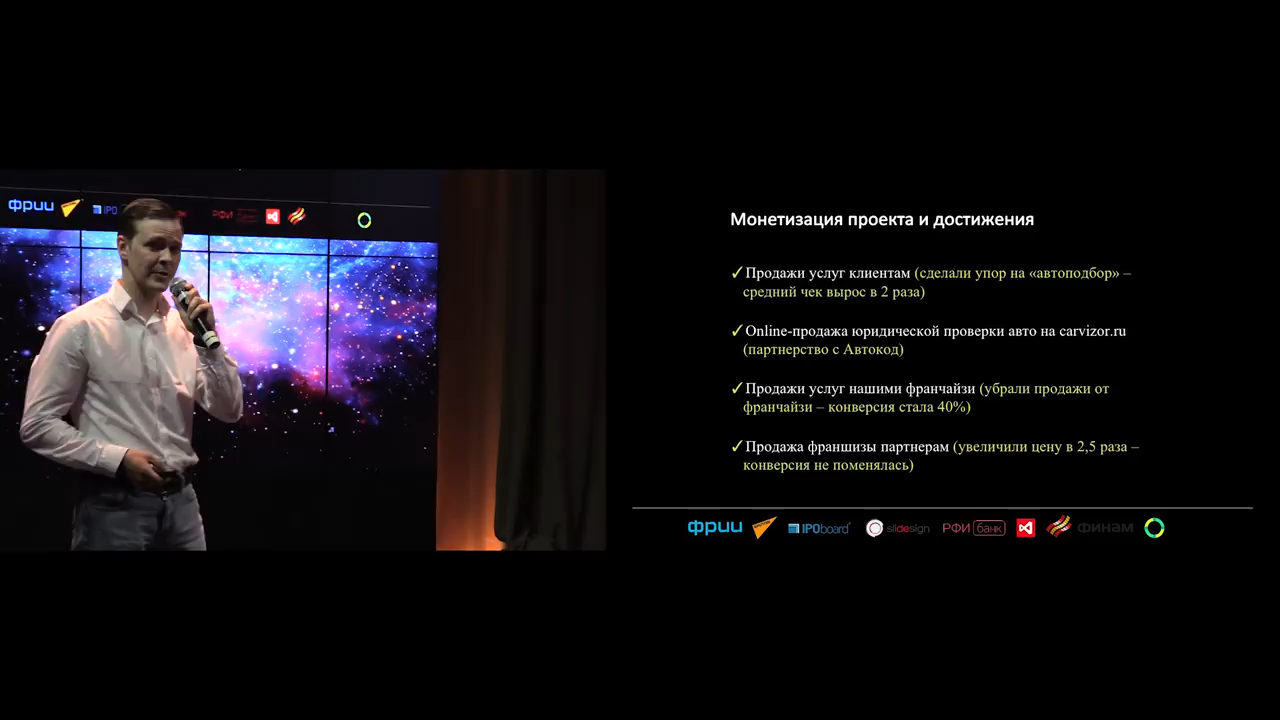 фрии
IPO
РФИ
Монетизация проекта и достижения
✓Продажи услуг клиентам (сделали упор на «автоподбор» –
средний чек вырос в 2 раза)
✓Online-продажа юридической проверки авто на carvizor.ru
(партнерство с Автокод)
✓Продажи услуг нашими франчайзи (убрали продажи от
франчайзи – конверсия стала 40%)
✓Продажа франшизы партнерам (увеличили цену в 2,5 раза –
конверсия не поменялась)
фрии IPOboard slidesign РФИ банк финам